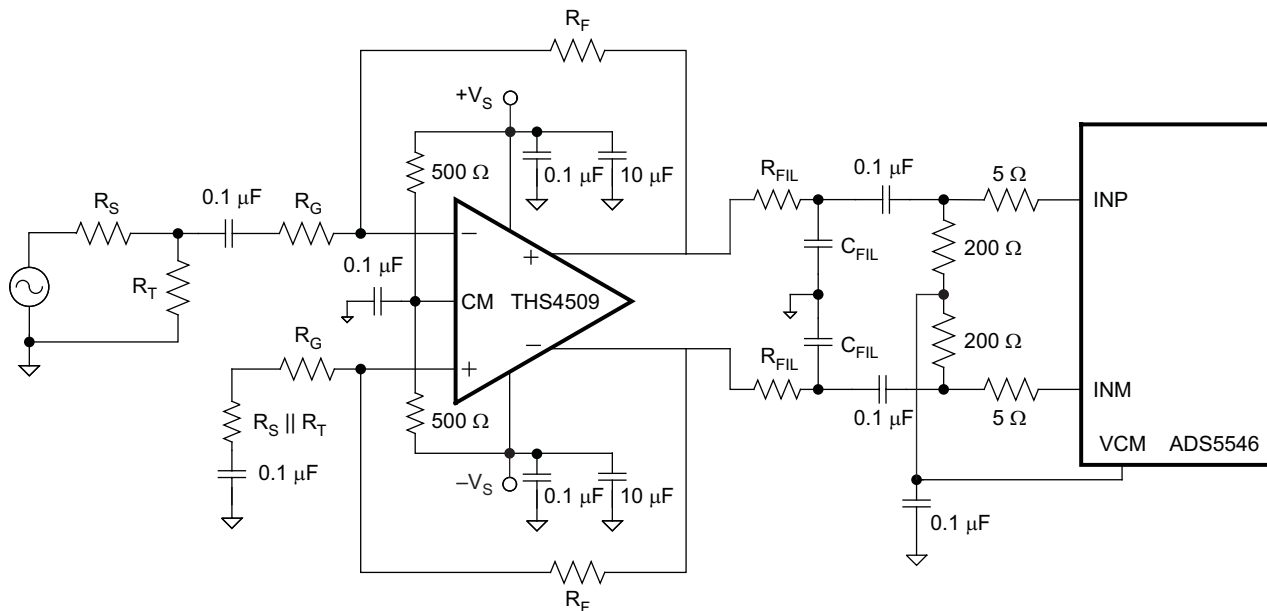 R_F
+V_S
500 Ω
0.1 µF
10 µF
R_S
0.1 µF
R_G
R_T
0.1 µF
−
+
CM
THS4509
R_FIL
0.1 µF
5 Ω
INP
C_FIL
200 Ω
R_G
+
−
R_FIL
C_FIL
200 Ω
0.1 µF
5 Ω
INM
VCM
ADS5546
R_S || R_T
0.1 µF
500 Ω
–V_S
0.1 µF
10 µF
0.1 µF
R_F